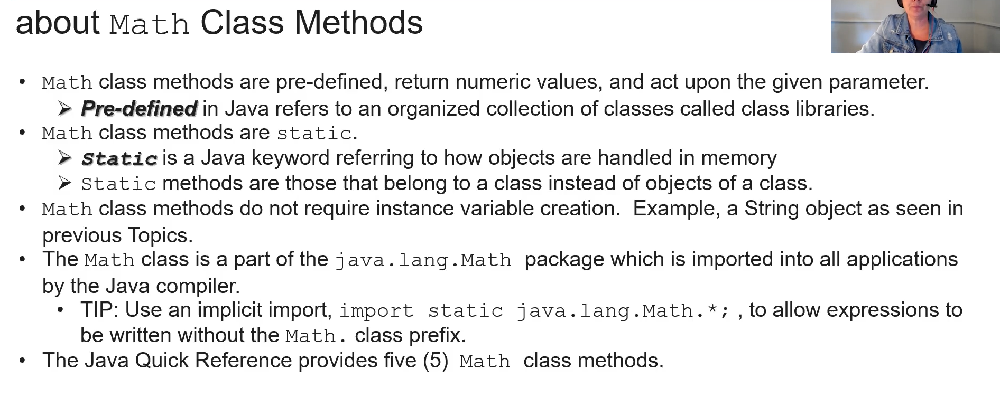 about Math Class Methods
• Math class methods are pre-defined, return numeric values, and act upon the given parameter.
➢ Pre-defined in Java refers to an organized collection of classes called class libraries.
• Math class methods are static.
➢ Static is a Java keyword referring to how objects are handled in memory
➢ Static methods are those that belong to a class instead of objects of a class.
• Math class methods do not require instance variable creation.  Example, a String object as seen in
previous Topics.
• The Math class is a part of the java.lang.Math package which is imported into all applications
by the Java compiler.
• TIP: Use an implicit import, import static java.lang.Math.*; , to allow expressions to
be written without the Math. class prefix.
• The Java Quick Reference provides five (5) Math class methods.